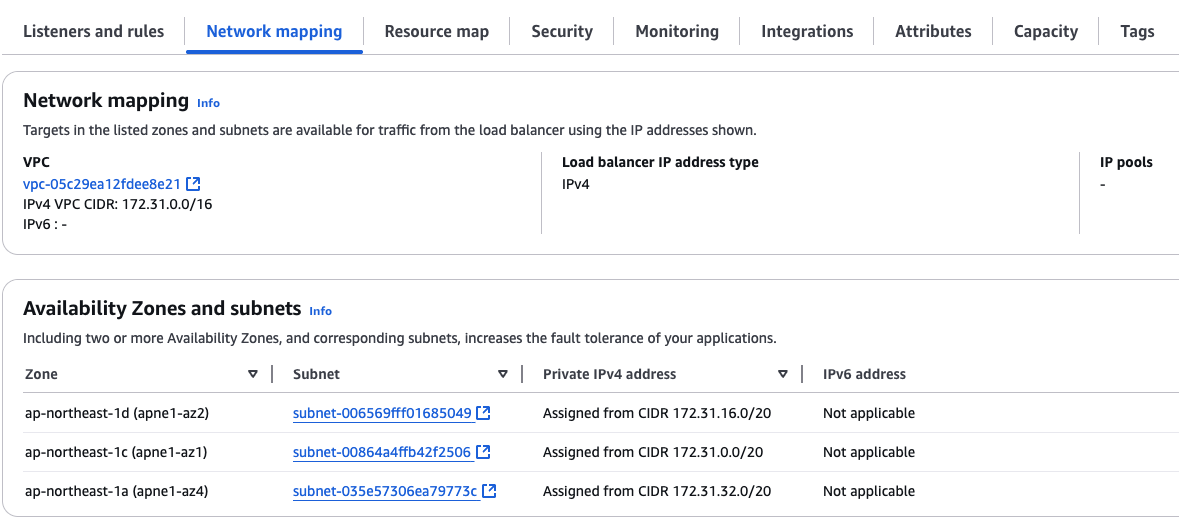 Listeners and rules Network mapping Resource map Security Monitoring Integrations Attributes Capacity Tags
Network mapping Info
Targets in the listed zones and subnets are available for traffic from the load balancer using the IP addresses shown.
VPC
vpc-05c29ea12fdee8e21
IPv4 VPC CIDR: 172.31.0.0/16
IPv6 : -
Load balancer IP address type
IPv4
IP pools
-
Availability Zones and subnets Info
Including two or more Availability Zones, and corresponding subnets, increases the fault tolerance of your applications.
Zone Subnet Private IPv4 address IPv6 address
ap-northeast-1d (apne1-az2) subnet-006569fff01685049 Assigned from CIDR 172.31.16.0/20 Not applicable
ap-northeast-1c (apne1-az1) subnet-00864a4ffb42f2506 Assigned from CIDR 172.31.0.0/20 Not applicable
ap-northeast-1a (apne1-az4) subnet-035e57306ea79773c Assigned from CIDR 172.31.32.0/20 Not applicable